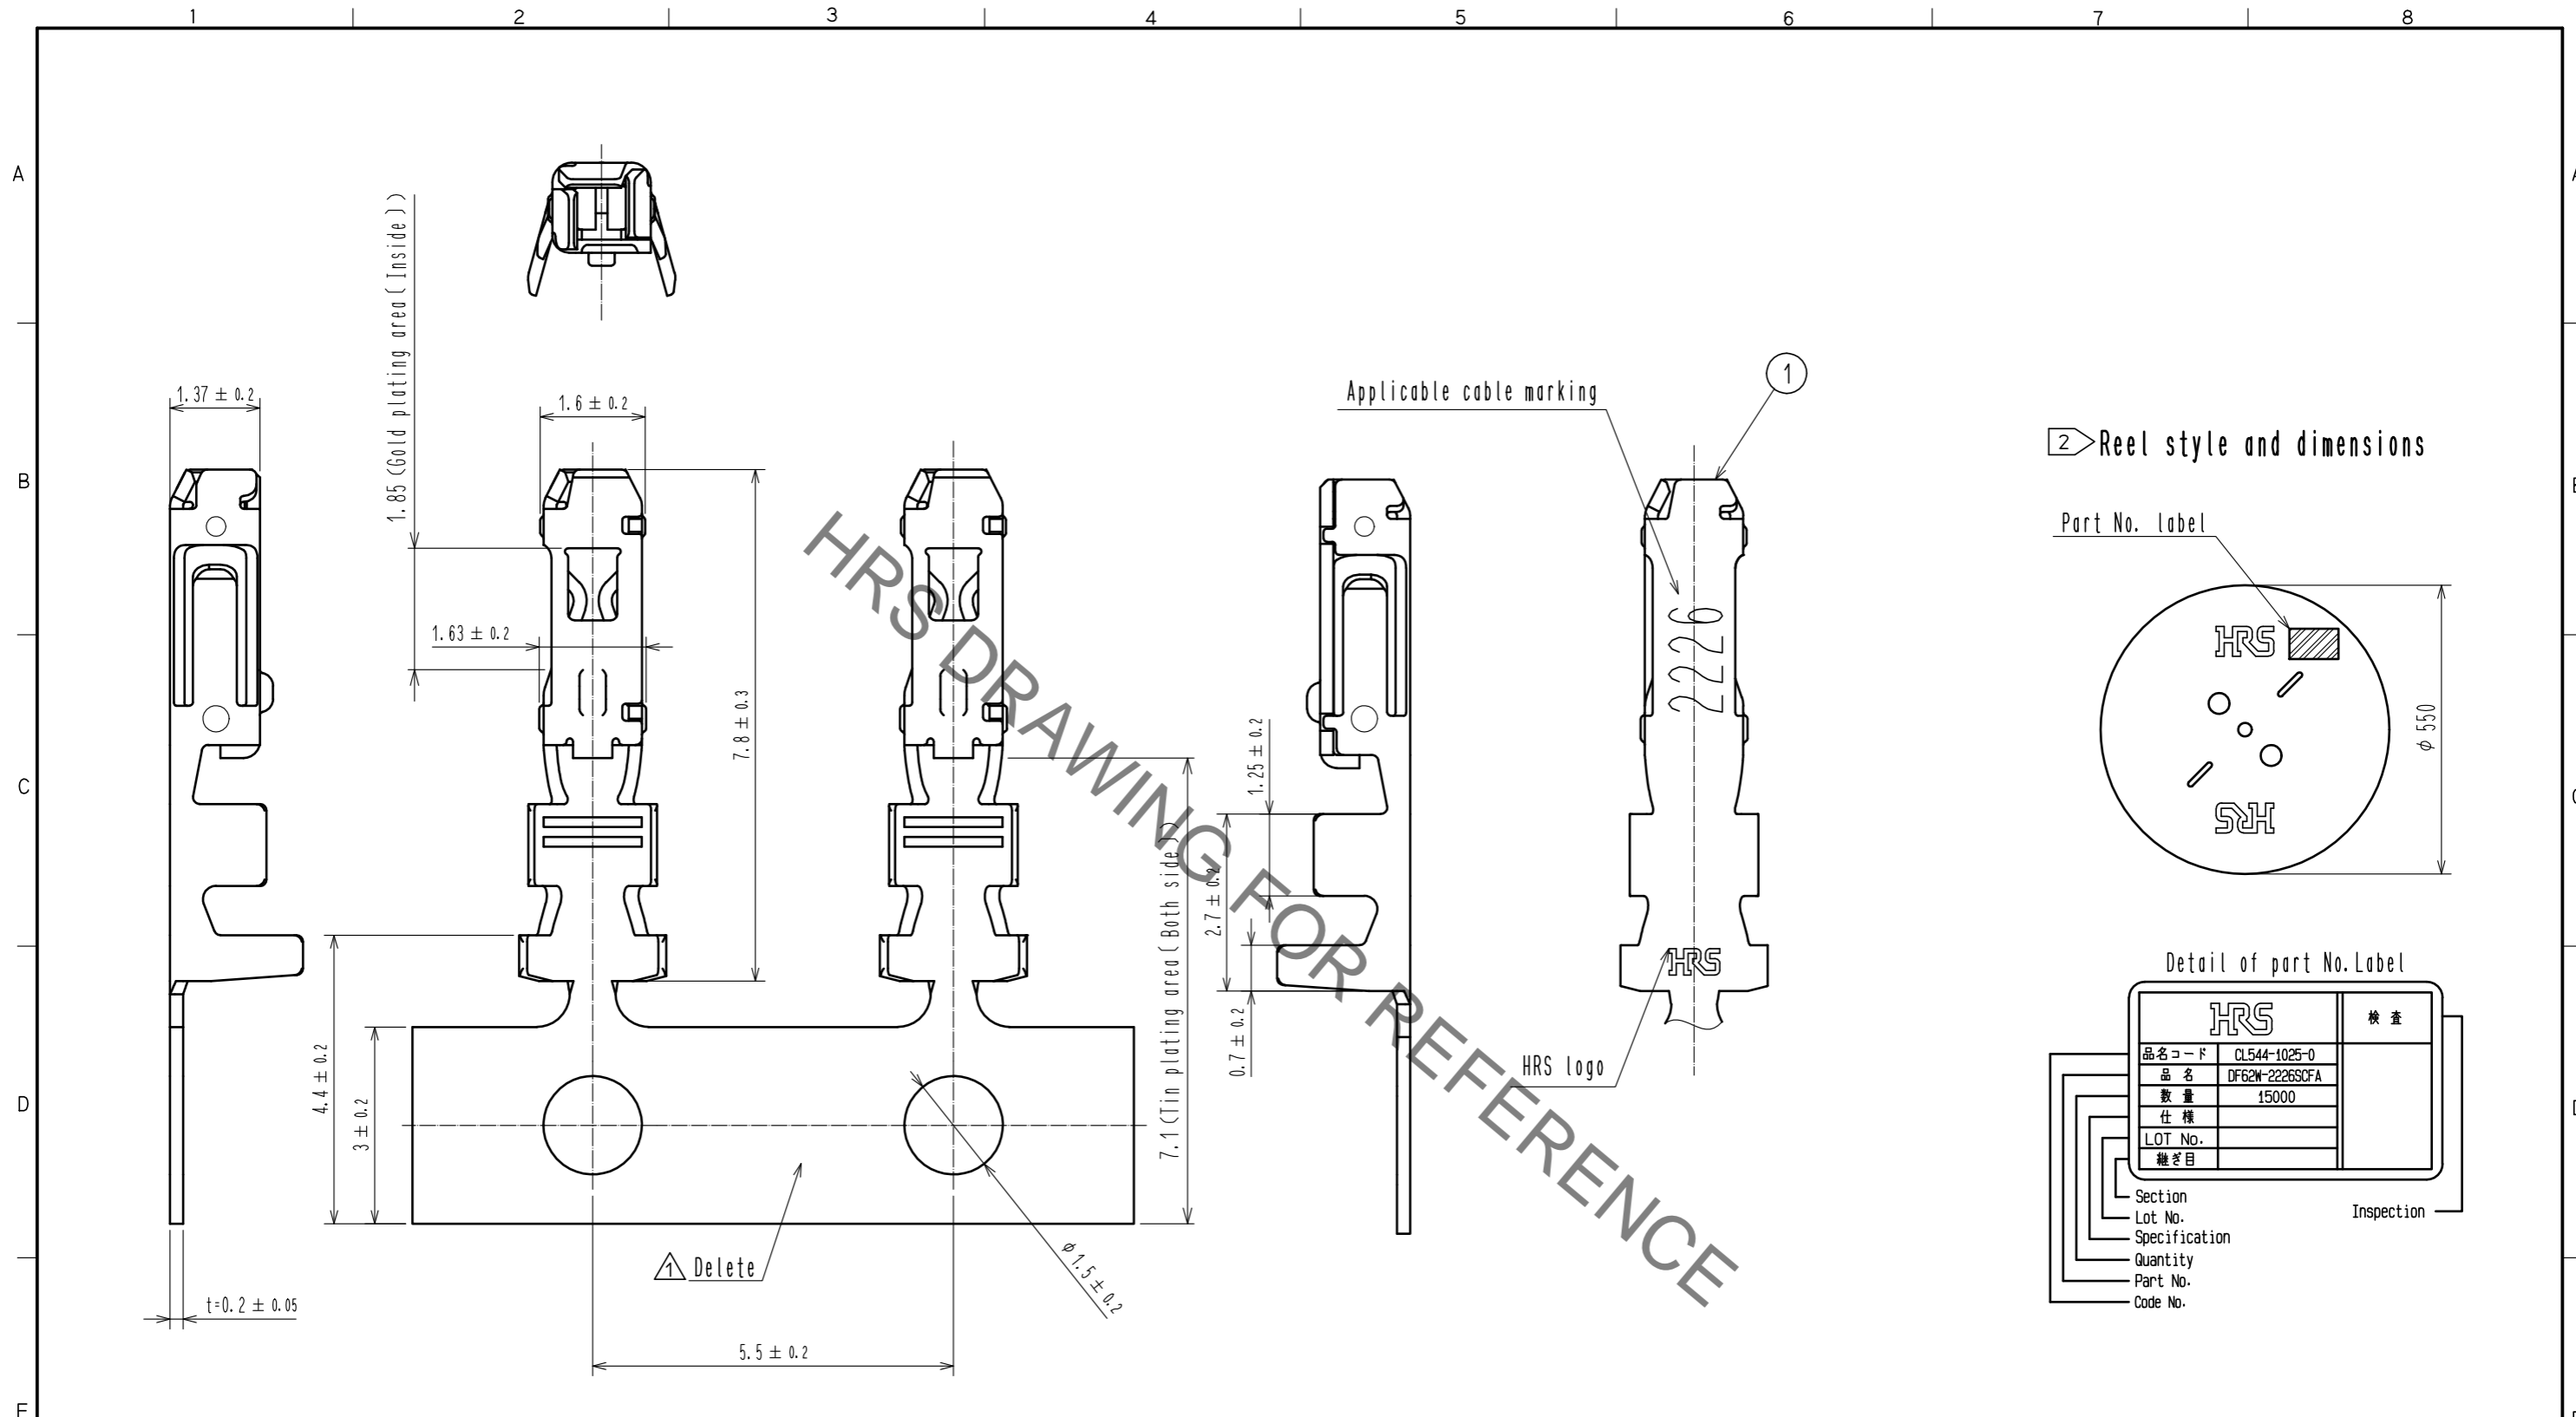 1 2 3 4 5 6 7 8
A
B
C
D
E
1.85 (Gold plating area(Inside))
1.37 ± 0.2
1.6 ± 0.2
1.63 ± 0.2
7.8 ± 0.3
4.4 ± 0.2
3 ± 0.2
t=0.2 ± 0.05
△1 Delete
5.5 ± 0.2
φ1.5 ± 0.2
7.1 (Tin plating area(Both side))
HRS DRAWING FOR REFERENCE
Applicable cable marking
1
1.25 ± 0.2
2.7 ± 0.2
0.7 ± 0.2
2226
HRS
HRS logo
2 Reel style and dimensions
Part No. label
HRS
HRS
φ 550
Detail of part No.Label
HRS 検査
品名コード CL544-1025-0
品名 DF62W-2226SCFA
数量 15000
仕様
LOT No.
継ぎ目
Section
Lot No.
Specification
Quantity
Part No.
Code No.
Inspection